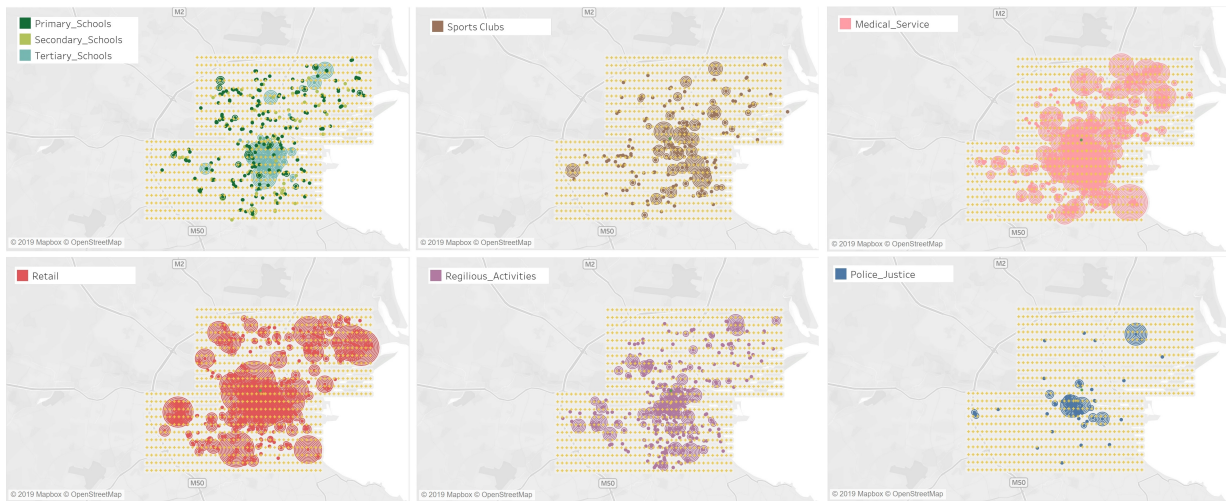 M2
Primary_Schools
Secondary_Schools
Tertiary_Schools
M50
© 2019 Mapbox © OpenStreetMap
M2
Sports Clubs
M50
© 2019 Mapbox © OpenStreetMap
M2
Medical_Service
M50
© 2019 Mapbox © OpenStreetMap
M2
Retail
M50
© 2019 Mapbox © OpenStreetMap
M2
Regilious_Activities
M50
© 2019 Mapbox © OpenStreetMap
M2
Police_Justice
M50
© 2019 Mapbox © OpenStreetMap